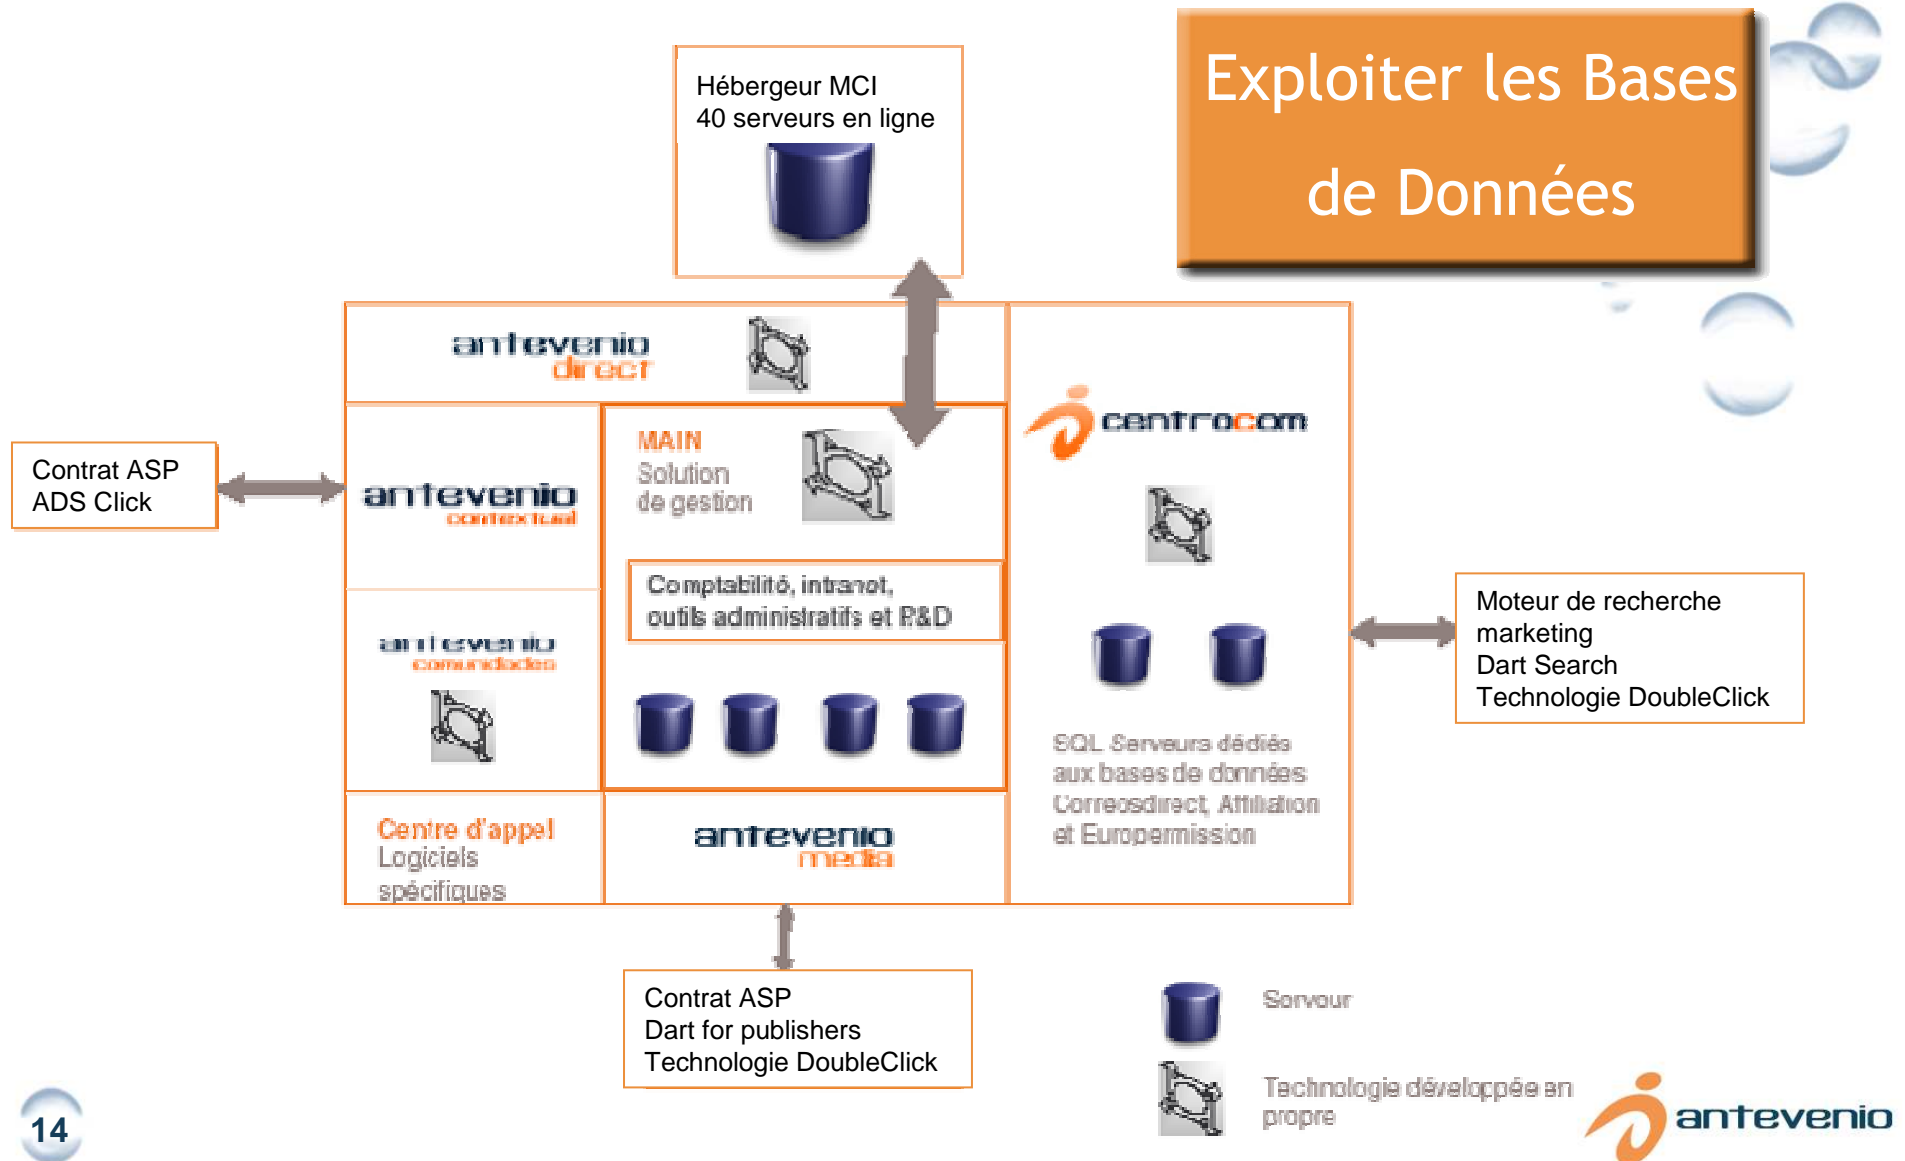 Exploiter les Bases
de Données
Hébergeur MCI
40 serveurs en ligne
antevenio
direct
centrocom
MAIN
Solution
de gestion
Contrat ASP
ADS Click
antevenio
contextual
Comptabilité, intranet,
outils administratifs et R&D
Moteur de recherche
marketing
Dart Search
Technologie DoubleClick
antevenio
comunidades
SQL Serveurs dédiés
aux bases de données
Correosdirect, Affiliation
et Europermission
Centre d'appel
Logiciels
spécifiques
antevenio
media
Contrat ASP
Dart for publishers
Technologie DoubleClick
Serveur
Technologie développée en
propre
14
antevenio